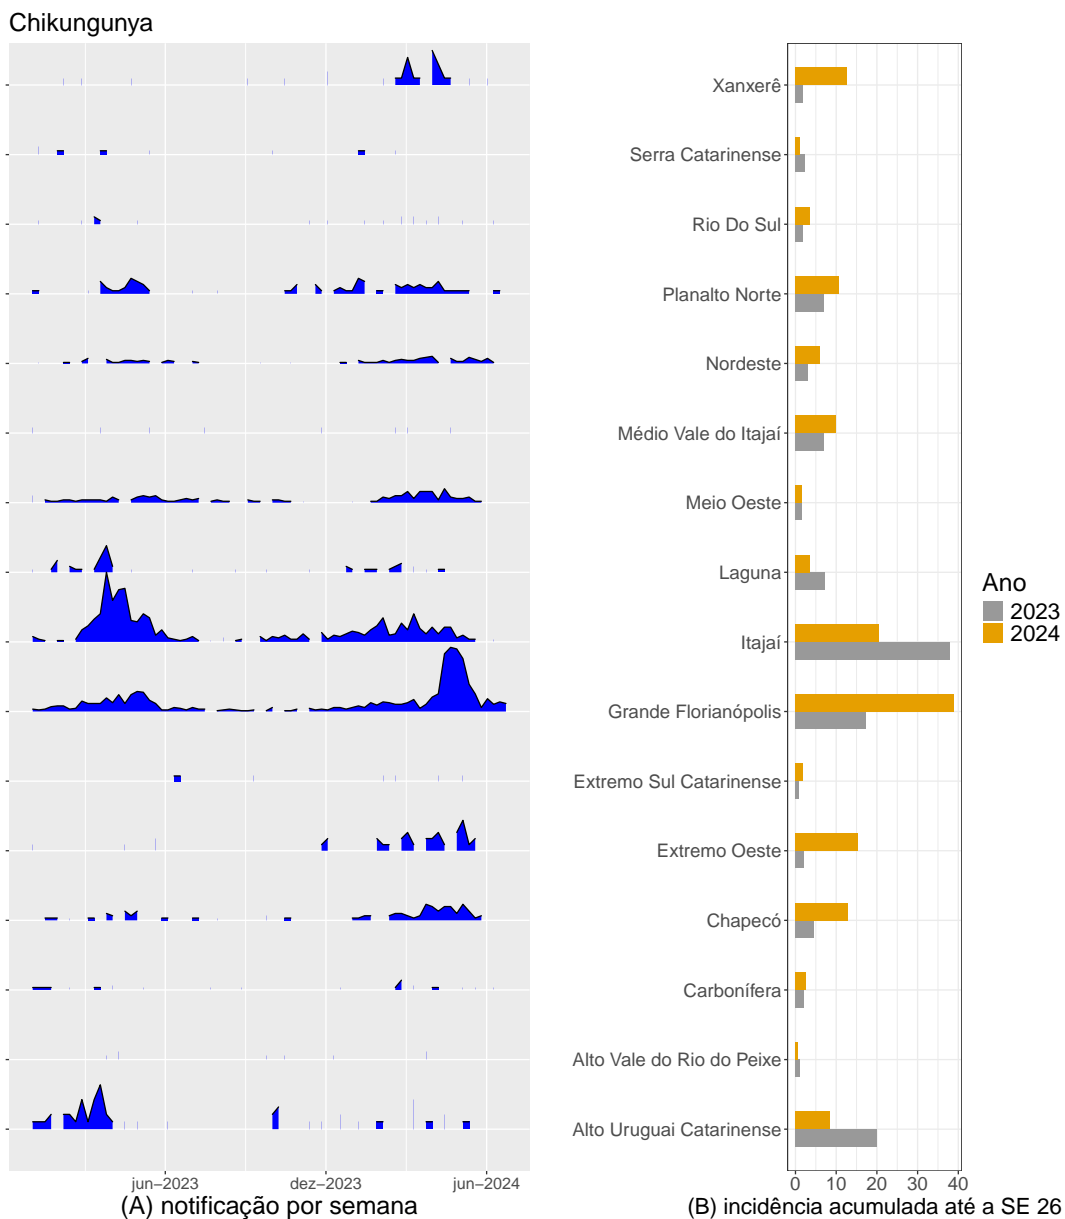 Chikungunya
Xanxerê
Serra Catarinense
Rio Do Sul
Planalto Norte
Nordeste
Médio Vale do Itajaí
Meio Oeste
Laguna
Itajaí
Grande Florianópolis
Extremo Sul Catarinense
Extremo Oeste
Chapecó
Carbonífera
Alto Vale do Rio do Peixe
Alto Uruguai Catarinense
Ano
2023
2024
jun–2023 dez–2023 jun–2024
0 10 20 30 40
(A) notificação por semana
(B) incidência acumulada até a SE 26